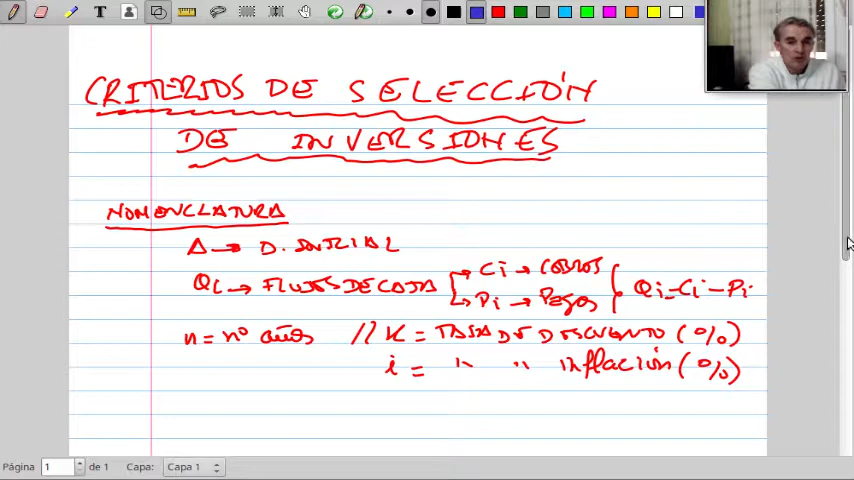 CRITERIOS DE SELECCIÓN
DE INVERSIONES
NOMENCLATURA
A → D. INICIAL
Qi → FLUJOS DE CAJA
Ci → COBROS
Pi → Pagos
Qi = Ci - Pi
n = nº años // K = TASA DE DESCUENTO (%)
i = " " inflación (%)
Página 1 de 1 Capa Capa 1